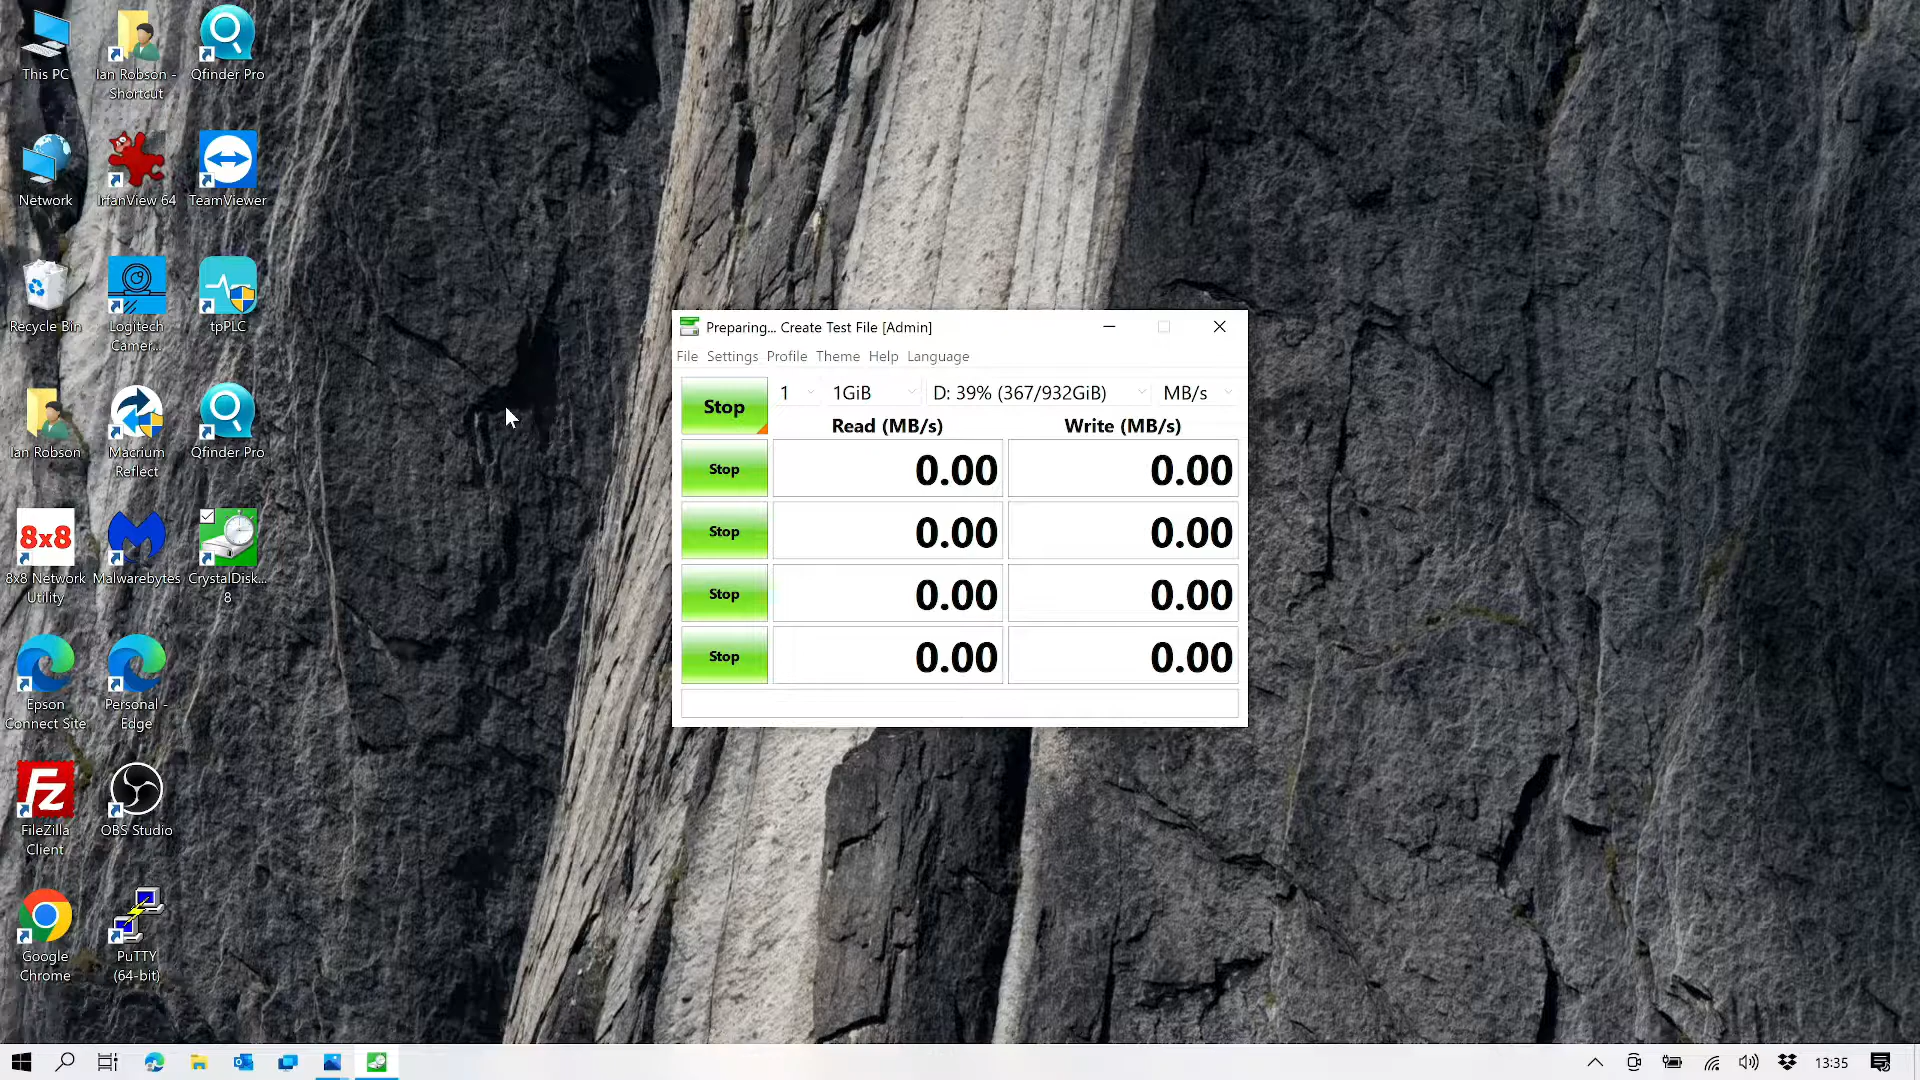 This PC
Ian Robson -
Shortcut
Qfinder Pro
Network
IrfanView 64
TeamViewer
Recycle Bin
Logitech
Camer...
tpPLC
Ian Robson
Macrium
Reflect
Qfinder Pro
8x8
8x8 Network
Utility
Malwarebytes
CrystalDisk...
8
Epson
Connect Site
Personal -
Edge
Fz
FileZilla
Client
OBS Studio
Google
Chrome
PuTTY
(64-bit)
Preparing... Create Test File [Admin]
File Settings Profile Theme Help Language
Stop 1 1GiB D: 39% (367/932GiB) MB/s
Read (MB/s) Write (MB/s)
Stop 0.00 0.00
Stop 0.00 0.00
Stop 0.00 0.00
Stop 0.00 0.00
13:35